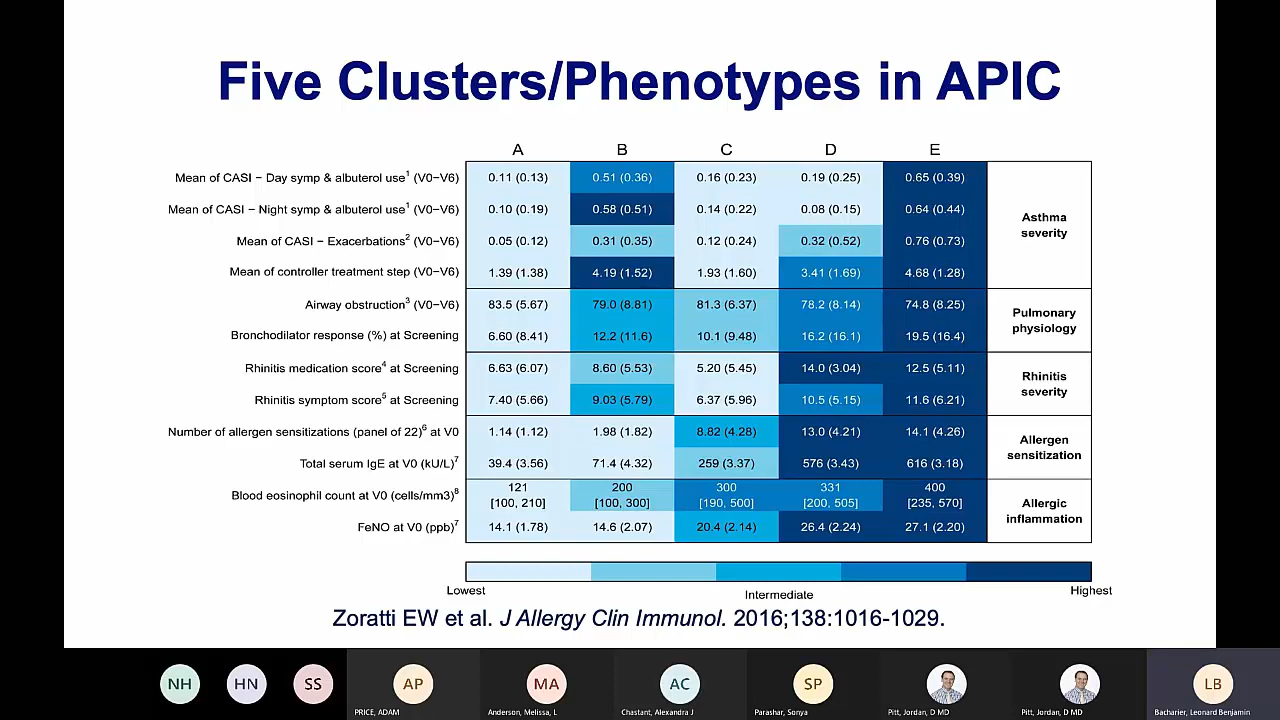 Five Clusters/Phenotypes in APIC
A B C D E
Mean of CASI − Day symp & albuterol use¹ (V0−V6) 0.11 (0.13) 0.51 (0.36) 0.16 (0.23) 0.19 (0.25) 0.65 (0.39)
Mean of CASI − Night symp & albuterol use¹ (V0−V6) 0.10 (0.19) 0.58 (0.51) 0.14 (0.22) 0.08 (0.15) 0.64 (0.44)
Mean of CASI − Exacerbations² (V0−V6) 0.05 (0.12) 0.31 (0.35) 0.12 (0.24) 0.32 (0.52) 0.76 (0.73)
Mean of controller treatment step (V0−V6) 1.39 (1.38) 4.19 (1.52) 1.93 (1.60) 3.41 (1.69) 4.68 (1.28)
Asthma
severity
Airway obstruction³ (V0−V6) 83.5 (5.67) 79.0 (8.81) 81.3 (6.37) 78.2 (8.14) 74.8 (8.25)
Bronchodilator response (%) at Screening 6.60 (8.41) 12.2 (11.6) 10.1 (9.48) 16.2 (16.1) 19.5 (16.4)
Pulmonary
physiology
Rhinitis medication score⁴ at Screening 6.63 (6.07) 8.60 (5.53) 5.20 (5.45) 14.0 (3.04) 12.5 (5.11)
Rhinitis symptom score⁵ at Screening 7.40 (5.66) 9.03 (5.79) 6.37 (5.96) 10.5 (5.15) 11.6 (6.21)
Rhinitis
severity
Number of allergen sensitizations (panel of 22)⁶ at V0 1.14 (1.12) 1.98 (1.82) 8.82 (4.28) 13.0 (4.21) 14.1 (4.26)
Total serum IgE at V0 (kU/L)⁷ 39.4 (3.56) 71.4 (4.32) 259 (3.37) 576 (3.43) 616 (3.18)
Allergen
sensitization
Blood eosinophil count at V0 (cells/mm3)⁸ 121 200 300 331 400
[100, 210] [100, 300] [190, 500] [200, 505] [235, 570]
FeNO at V0 (ppb)⁷ 14.1 (1.78) 14.6 (2.07) 20.4 (2.14) 26.4 (2.24) 27.1 (2.20)
Allergic
inflammation
Lowest Intermediate Highest
Zoratti EW et al. J Allergy Clin Immunol. 2016;138:1016-1029.
NH HN SS AP MA AC SP LB
PRICE, ADAM Anderson, Melissa, L Chastant, Alexandra J Parashar, Sonya Pitt, Jordan, D MD Pitt, Jordan, D MD Bacharier, Leonard Benjamin